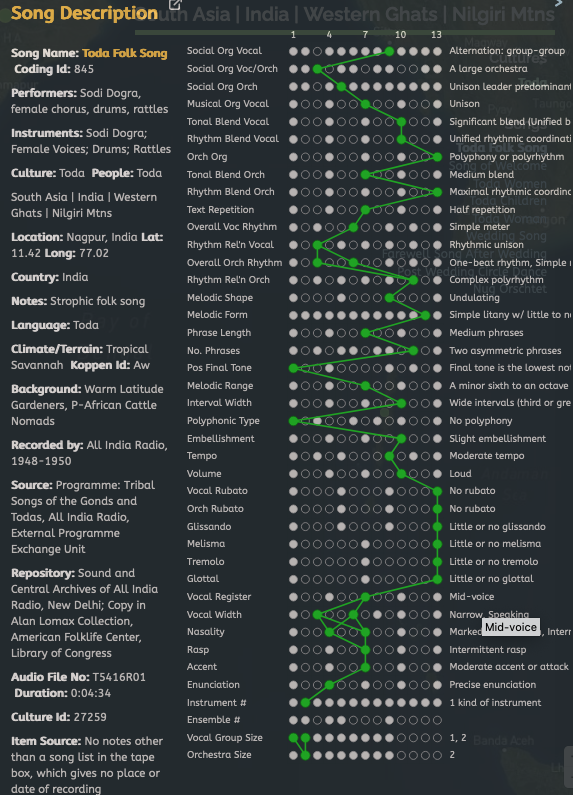 Song Description
South Asia | India | Western Ghats | Nilgiri Mtns
Song Name: Toda Folk Song
Coding Id: 845
Performers: Sodi Dogra,
female chorus, drums, rattles
Instruments: Sodi Dogra;
Female Voices; Drums; Rattles
Culture: Toda People: Toda
South Asia | India | Western
Ghats | Nilgiri Mtns
Location: Nagpur, India Lat:
11.42 Long: 77.02
Country: India
Notes: Strophic folk song
Language: Toda
Climate/Terrain: Tropical
Savannah Koppen Id: Aw
Background: Warm Latitude
Gardeners, P-African Cattle
Nomads
Recorded by: All India Radio,
1948-1950
Source: Programme: Tribal
Songs of the Gonds and
Todas, All India Radio,
External Programme
Exchange Unit
Repository: Sound and
Central Archives of All India
Radio, New Delhi; Copy in
Alan Lomax Collection,
American Folklife Center,
Library of Congress
Audio File No: T5416R01
Duration: 0:04:34
Culture Id: 27259
Item Source: No notes other
than a song list in the tape
box, which gives no place or
date of recording
1 4 7 10 13
Social Org Vocal Alternation: group-group
Social Org Voc/Orch A large orchestra
Social Org Orch Unison leader predominant
Musical Org Vocal Unison
Tonal Blend Vocal Significant blend (Unified b
Rhythm Blend Vocal Unified rhythmic coordinati
Orch Org Polyphony or polyrhythm
Tonal Blend Orch Medium blend
Rhythm Blend Orch Maximal rhythmic coordinc
Text Repetition Half repetition
Overall Voc Rhythm Simple meter
Rhythm Rel'n Vocal Rhythmic unison
Overall Orch Rhythm One-beat rhythm, Simple
Rhythm Rel'n Orch Complex polyrhythm
Melodic Shape Undulating
Melodic Form Simple litany w/ little to n
Phrase Length Medium phrases
No. Phrases Two asymmetric phrases
Pos Final Tone Final tone is the lowest not
Melodic Range A minor sixth to an octave
Interval Width Wide intervals (third or gre
Polyphonic Type No polyphony
Embellishment Slight embellishment
Tempo Moderate tempo
Volume Loud
Vocal Rubato No rubato
Orch Rubato No rubato
Glissando Little or no glissando
Melisma Little or no melisma
Tremolo Little or no tremolo
Glottal Little or no glottal
Vocal Register Mid-voice
Vocal Width Narrow, Speaking
Mid-voice
Nasality Marked , Interr
Rasp Intermittent rasp
Accent Moderate accent or attack
Enunciation Precise enunciation
Instrument # 1 kind of instrument
Ensemble #
Vocal Group Size 1, 2
Orchestra Size 2
Banda Aceh